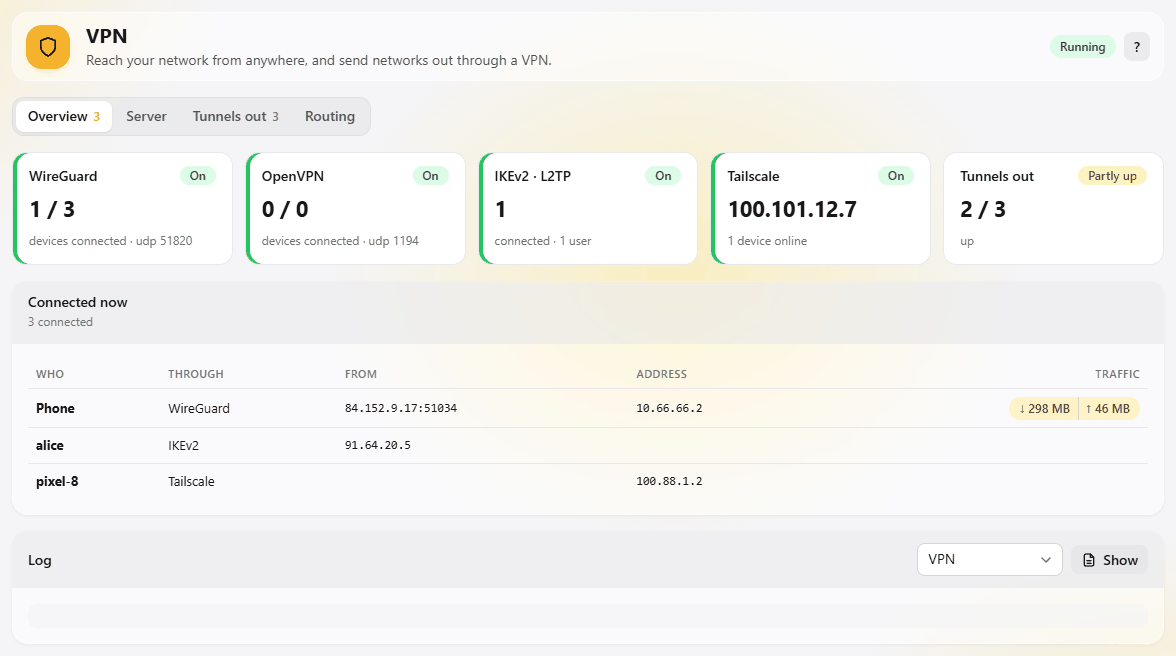 VPN
Reach your network from anywhere, and send networks out through a VPN.
Running
?
Overview 3
Server
Tunnels out 3
Routing
WireGuard On
1 / 3
devices connected · udp 51820
OpenVPN On
0 / 0
devices connected · udp 1194
IKEv2 · L2TP On
1
connected · 1 user
Tailscale On
100.101.12.7
1 device online
Tunnels out Partly up
2 / 3
up
Connected now
3 connected
WHO THROUGH FROM ADDRESS TRAFFIC
Phone WireGuard 84.152.9.17:51034 10.66.66.2 ↓ 298 MB ↑ 46 MB
alice IKEv2 91.64.20.5
pixel-8 Tailscale 100.88.1.2
Log
VPN
Show